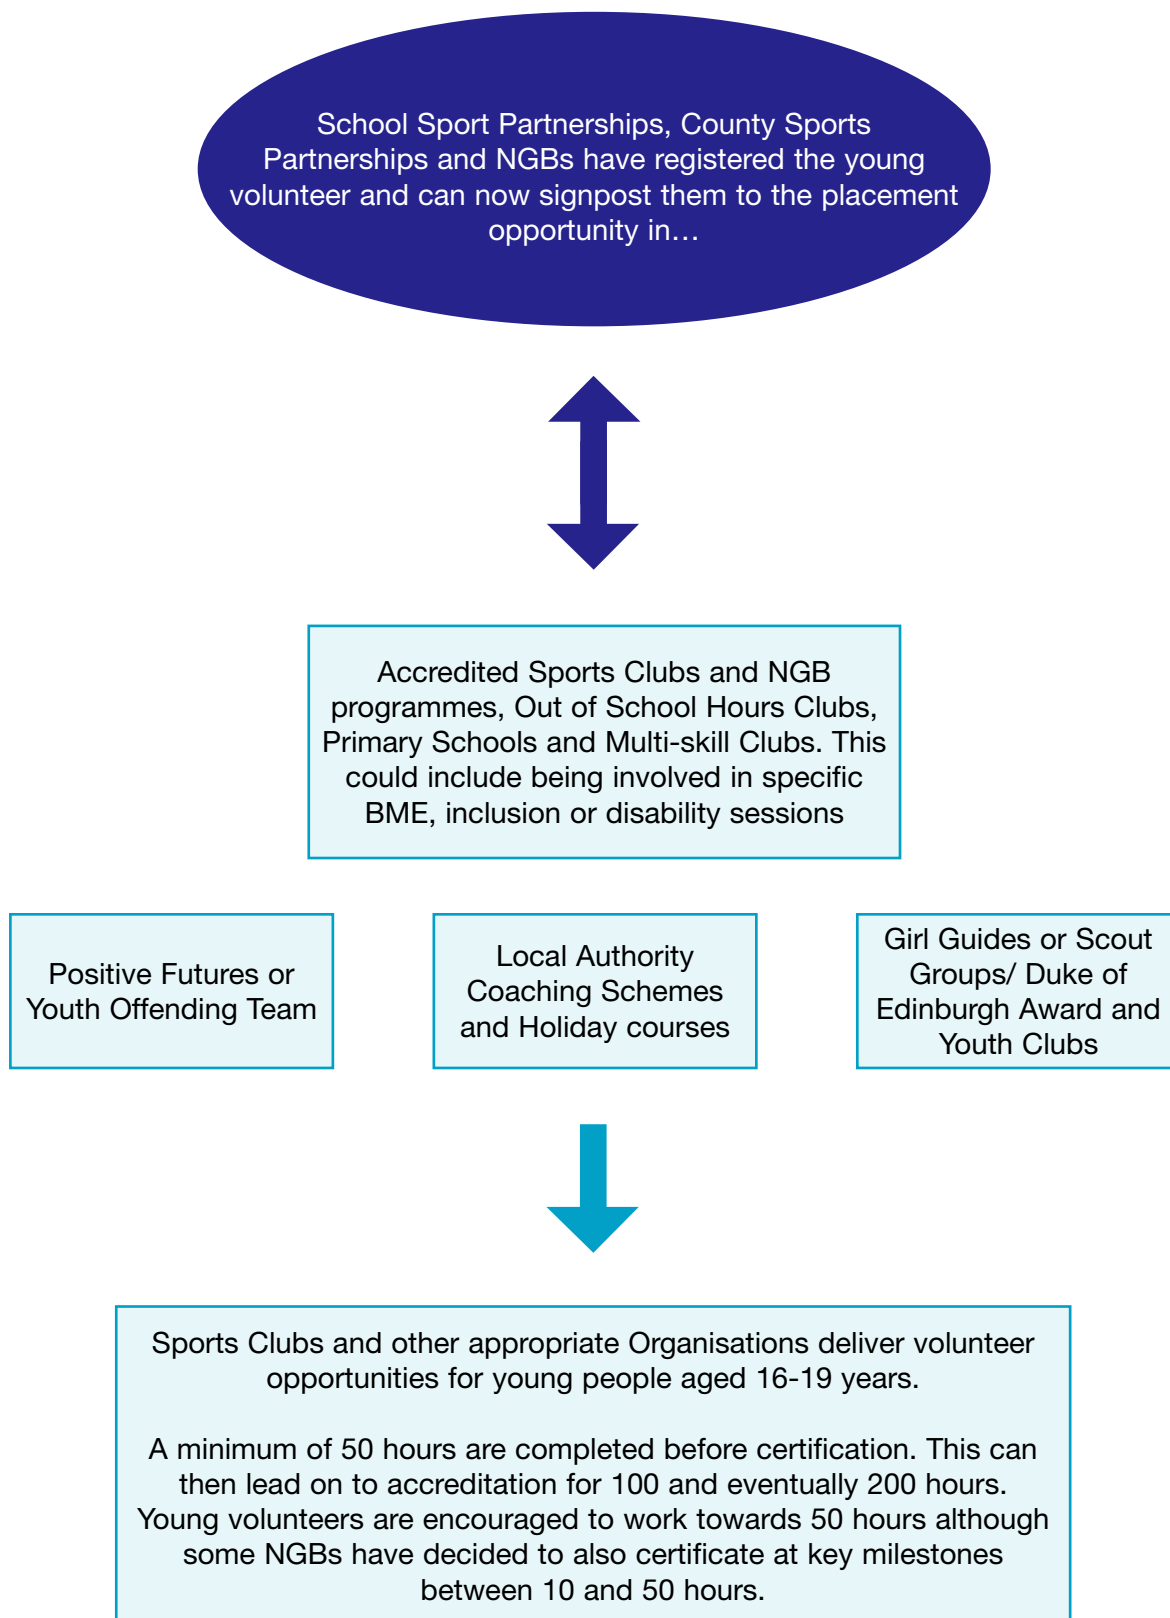 School Sport Partnerships, County Sports
Partnerships and NGBs have registered the young
volunteer and can now signpost them to the placement
opportunity in…
Accredited Sports Clubs and NGB
programmes, Out of School Hours Clubs,
Primary Schools and Multi-skill Clubs. This
could include being involved in specific
BME, inclusion or disability sessions
Positive Futures or
Youth Offending Team
Local Authority
Coaching Schemes
and Holiday courses
Girl Guides or Scout
Groups/ Duke of
Edinburgh Award and
Youth Clubs
Sports Clubs and other appropriate Organisations deliver volunteer
opportunities for young people aged 16-19 years.
A minimum of 50 hours are completed before certification. This can
then lead on to accreditation for 100 and eventually 200 hours.
Young volunteers are encouraged to work towards 50 hours although
some NGBs have decided to also certificate at key milestones
between 10 and 50 hours.